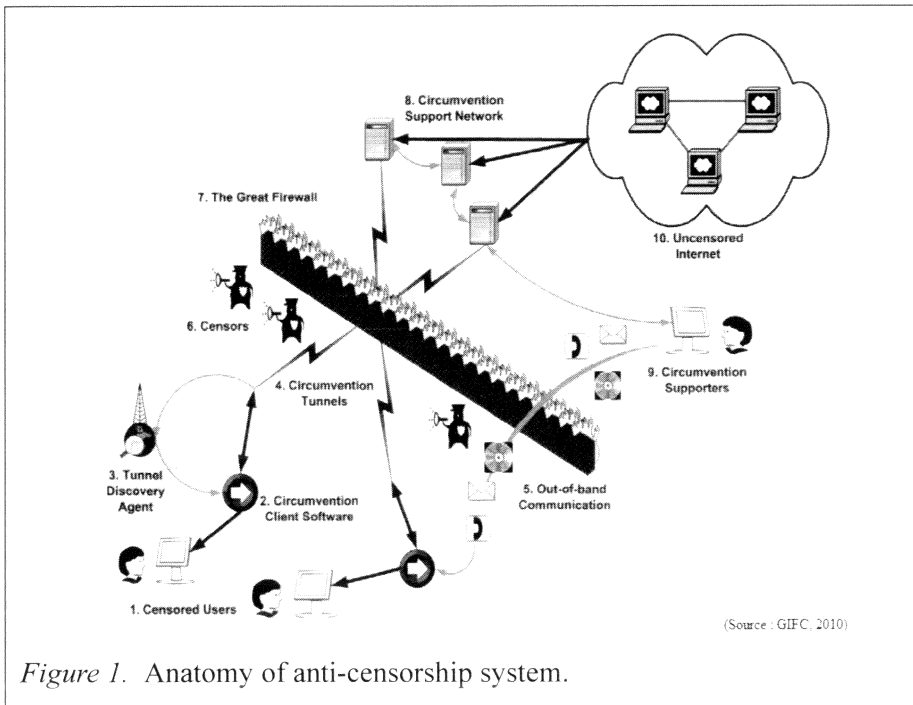 8. Circumvention
Support Network
7. The Great Firewall
10. Uncensored
Internet
6. Censors
4. Circumvention
Tunnels
9. Circumvention
Supporters
3. Tunnel
Discovery
Agent
2. Circumvention
Client Software
5. Out-of-band
Communication
1. Censored Users
(Source : GIFC, 2010)
Figure 1. Anatomy of anti-censorship system.